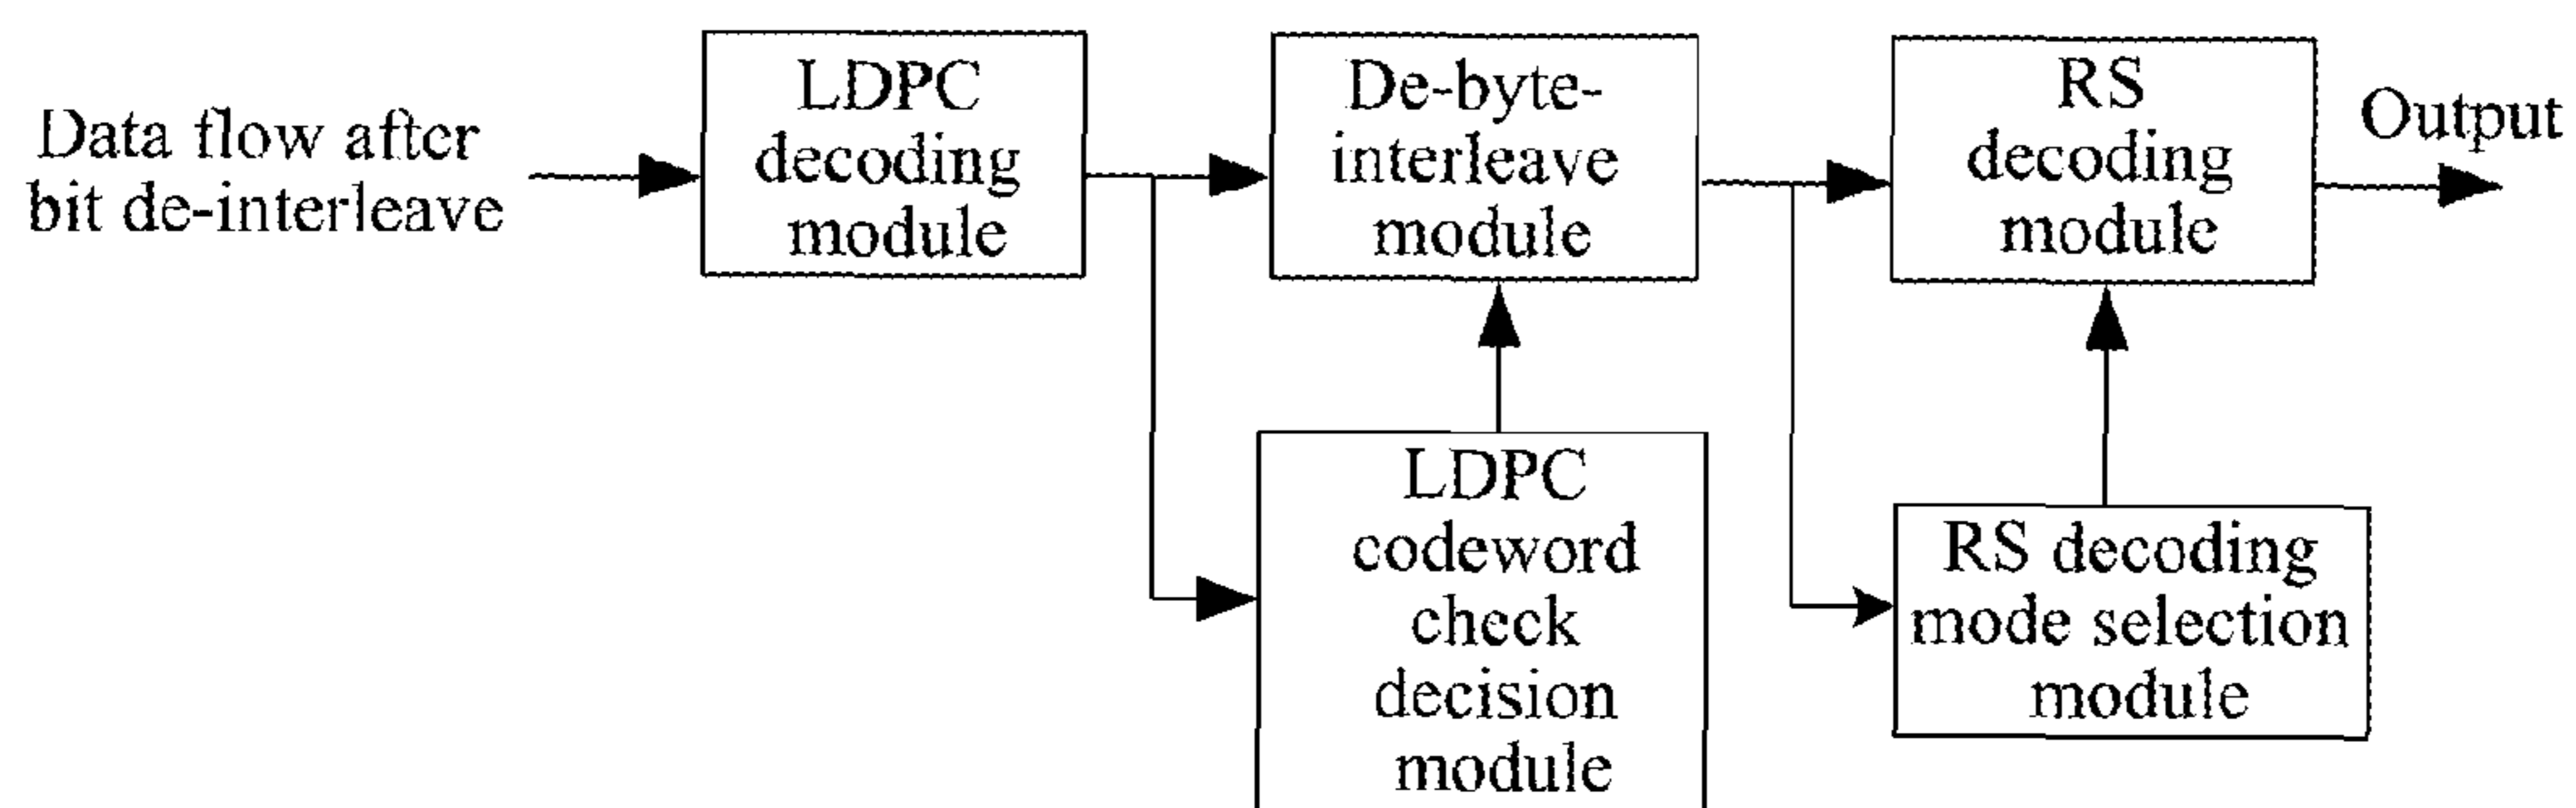 Data flow after
bit de-interleave
LDPC
decoding
module
De-byte-
interleave
module
RS
decoding
module
Output
LDPC
codeword
check
decision
module
RS decoding
mode selection
module